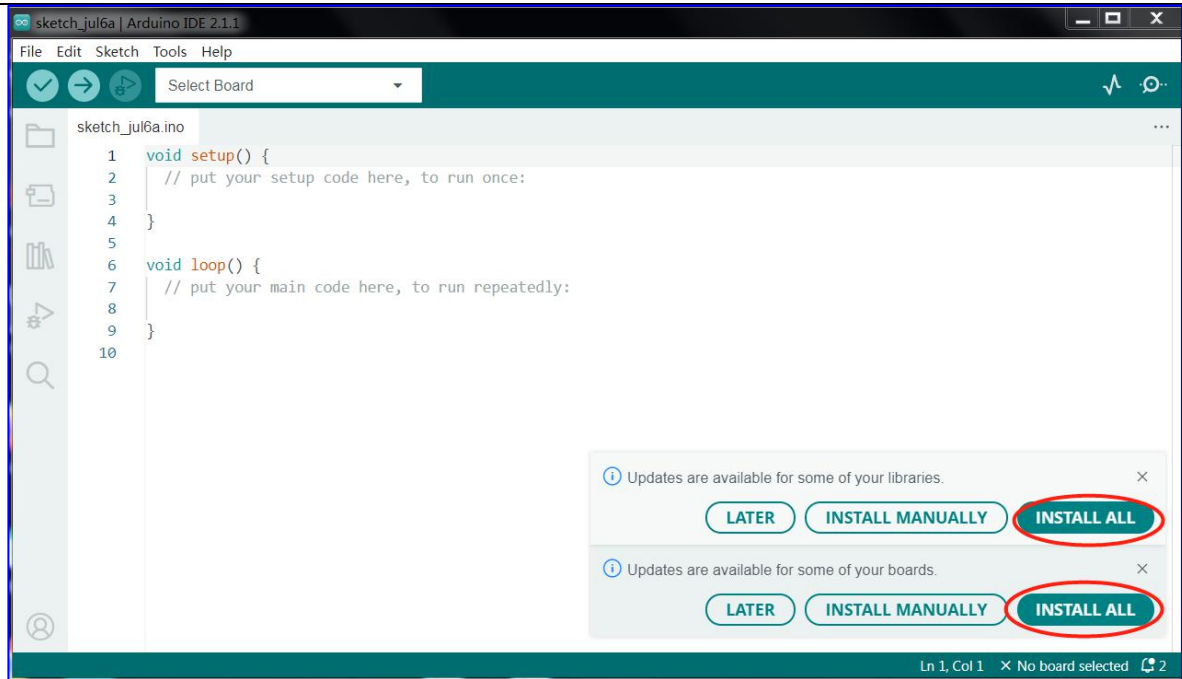 sketch_jul6a | Arduino IDE 2.1.1
File Edit Sketch Tools Help
Select Board
sketch_jul6a.ino
1 void setup() {
2 // put your setup code here, to run once:
3
4 }
5
6 void loop() {
7 // put your main code here, to run repeatedly:
8
9 }
10
Updates are available for some of your libraries.
LATER INSTALL MANUALLY INSTALL ALL
Updates are available for some of your boards.
LATER INSTALL MANUALLY INSTALL ALL
Ln 1, Col 1 × No board selected 2